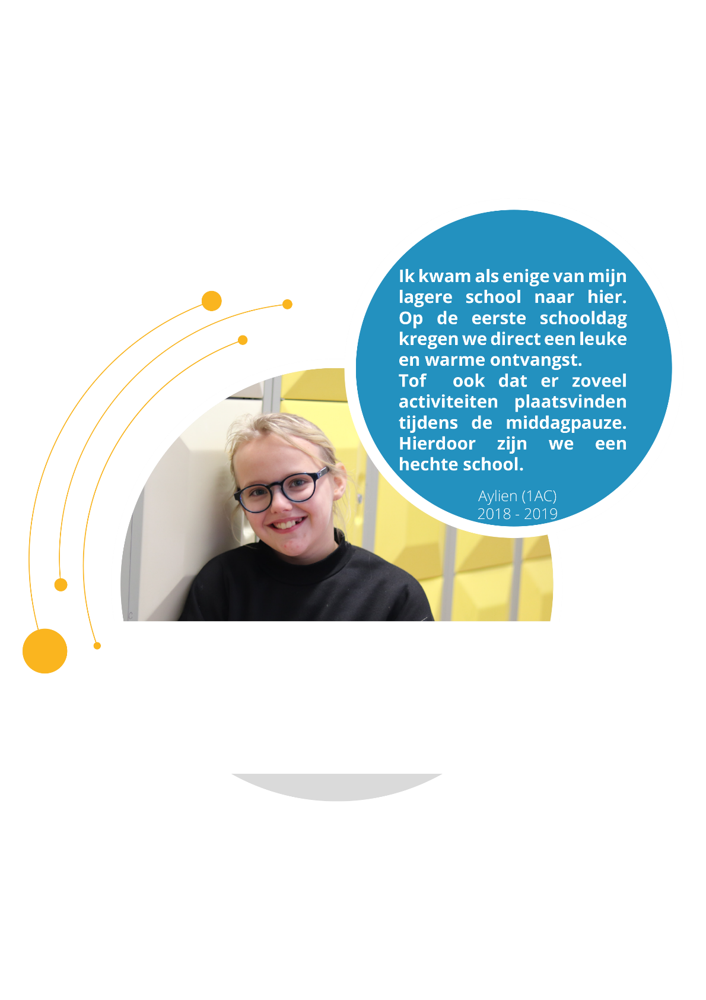 Ik kwam als enige van mijn
lagere school naar hier.
Op de eerste schooldag
kregen we direct een leuke
en warme ontvangst.
Tof ook dat er zoveel
activiteiten plaatsvinden
tijdens de middagpauze.
Hierdoor zijn we een
hechte school.
Aylien (1AC)
2018 - 2019